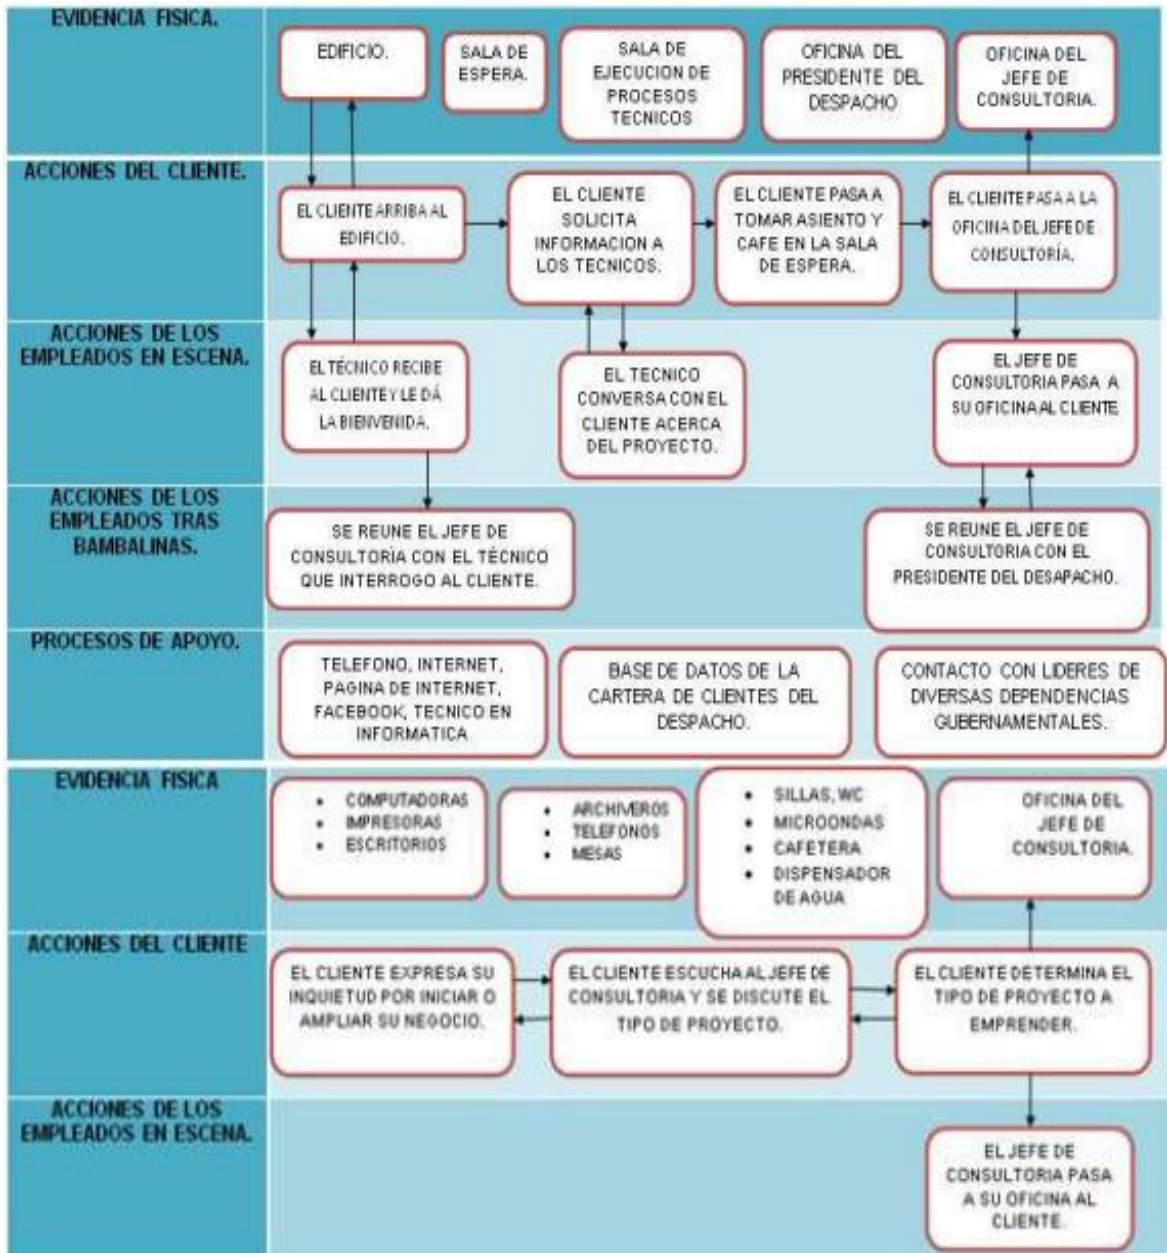 EVIDENCIA FISICA.
EDIFICIO.
SALA DE
ESPERA.
SALA DE
EJECUCION DE
PROCESOS
TECNICOS
OFICINA DEL
PRESIDENTE DEL
DESPACHO
OFICINA DEL
JEFE DE
CONSULTORIA.
ACCIONES DEL CLIENTE.
EL CLIENTE ARRIBA AL
EDIFICIO.
EL CLIENTE
SOLICITA
INFORMACION A
LOS TECNICOS.
EL CLIENTE PASA A
TOMAR ASIENTO Y
CAFE EN LA SALA
DE ESPERA.
EL CLIENTE PASA A LA
OFICINA DEL JEFE DE
CONSULTORÍA.
ACCIONES DE LOS
EMPLEADOS EN ESCENA.
EL TÉCNICO RECIBE
AL CLIENTE Y LE DÁ
LA BIENVENIDA.
EL TECNICO
CONVERSA CON EL
CLIENTE ACERCA
DEL PROYECTO.
EL JEFE DE
CONSULTORIA PASA A
SU OFICINA AL CLIENTE.
ACCIONES DE LOS
EMPLEADOS TRAS
BAMBALINAS.
SE REUNE EL JEFE DE
CONSULTORÍA CON EL TÉCNICO
QUE INTERROGO AL CLIENTE.
SE REUNE EL JEFE DE
CONSULTORIA CON EL
PRESIDENTE DEL DESAPACHO.
PROCESOS DE APOYO.
TELEFONO, INTERNET,
PAGINA DE INTERNET,
FACEBOOK, TECNICO EN
INFORMATICA
BASE DE DATOS DE LA
CARTERA DE CLIENTES DEL
DESPACHO.
CONTACTO CON LIDERES DE
DIVERSAS DEPENDENCIAS
GUBERNAMENTALES.
EVIDENCIA FISICA
• COMPUTADORAS
• IMPRESORAS
• ESCRITORIOS
• ARCHIVEROS
• TELEFONOS
• MESAS
• SILLAS, WC
• MICROONDAS
• CAFETERA
• DISPENSADOR
DE AGUA
OFICINA DEL
JEFE DE
CONSULTORIA.
ACCIONES DEL CLIENTE
EL CLIENTE EXPRESA SU
INQUIETUD POR INICIAR O
AMPLIAR SU NEGOCIO.
EL CLIENTE ESCUCHA AL JEFE DE
CONSULTORIA Y SE DISCUTE EL
TIPO DE PROYECTO.
EL CLIENTE DETERMINA EL
TIPO DE PROYECTO A
EMPRENDER.
ACCIONES DE LOS
EMPLEADOS EN ESCENA.
EL JEFE DE
CONSULTORIA PASA
A SU OFICINA AL
CLIENTE.